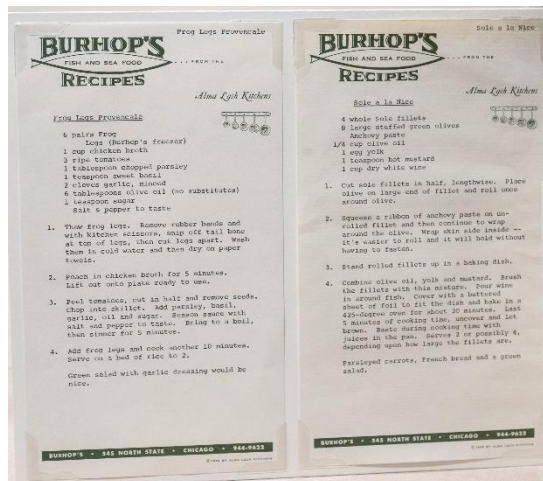 Frog Legs Provencale
BURHOP'S
FISH AND SEA FOOD
....FROM THE
RECIPES
Alma Lach Kitchens
Frog Legs Provencale
6 pairs Frog
Legs (Burhop's freezer)
1 cup chicken broth
3 ripe tomatoes
1 tablespoon chopped parsley
1 teaspoon sweet basil
2 cloves garlic, minced
6 tablespoons olive oil (no substitutes)
1 teaspoon sugar
Salt & pepper to taste
1. Thaw frog legs. Remove rubber bands and
with kitchen scissors, snip off tail bone
at top of legs, then cut legs apart. Wash
them in cold water and then dry on paper
towels.
2. Poach in chicken broth for 5 minutes.
Lift out onto plate ready to use.
3. Peel tomatoes, cut in half and remove seeds.
Chop into skillet. Add parsley, basil,
garlic, oil and sugar. Season sauce with
salt and pepper to taste. Bring to a boil,
then simmer for 5 minutes.
4. Add frog legs and cook another 10 minutes.
Serve on a bed of rice to 2.
Green salad with garlic dressing would be
nice.
BURHOP'S • 545 NORTH STATE • CHICAGO • 944-9623
Sole a la Nice
BURHOP'S
FISH AND SEA FOOD
....FROM THE
RECIPES
Alma Lach Kitchens
Sole a la Nice
4 whole Sole fillets
8 large stuffed green olives
Anchovy paste
1/4 cup olive oil
1 egg yolk
1 teaspoon hot mustard
1 cup dry white wine
1. Cut sole fillets in half, lengthwise. Place
olive on large end of fillet and roll once
around olive.
2. Squeeze a ribbon of anchovy paste on un-
rolled fillet and then continue to wrap
around the olive. Wrap skin side inside --
it's easier to roll and it will hold without
having to fasten.
3. Stand rolled fillets up in a baking dish.
4. Combine olive oil, yolk and mustard. Brush
the fillets with this mixture. Pour wine
in around fish. Cover with a buttered
sheet of foil to fit the dish and bake in a
425-degree oven for about 20 minutes. Last
5 minutes of cooking time, uncover and let
brown. Baste during cooking time with
juices in the pan. Serves 2 or possibly 4,
depending upon how large the fillets are.
Parsleyed carrots, French bread and a green
salad.
BURHOP'S • 545 NORTH STATE • CHICAGO • 944-9623